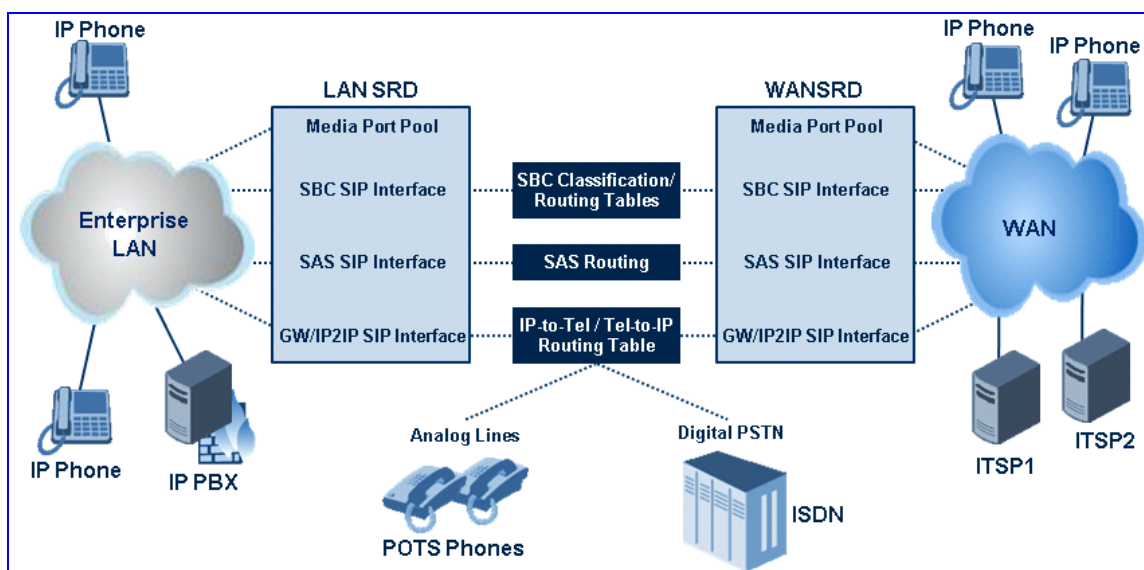 IP Phone
IP Phone
IP Phone
LAN SRD
WANSRD
Media Port Pool
Media Port Pool
SBC SIP Interface
SBC Classification/
Routing Tables
SBC SIP Interface
Enterprise
LAN
WAN
SAS SIP Interface
SAS Routing
SAS SIP Interface
GW/IP2IP SIP Interface
IP-to-Tel / Tel-to-IP
Routing Table
GW/IP2IP SIP Interface
Analog Lines
Digital PSTN
IP Phone
IP PBX
ITSP1
ITSP2
POTS Phones
ISDN